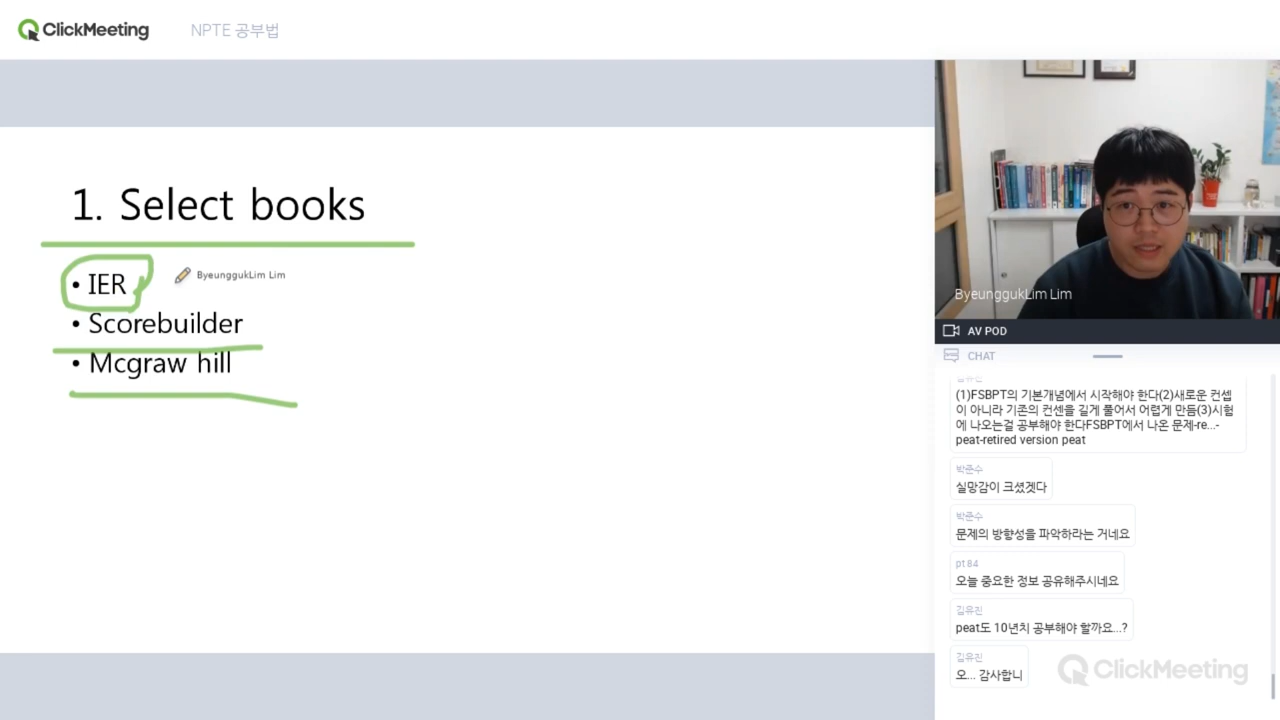 ClickMeeting
NPTE 공부법
1. Select books
• IER
ByeunggukLim Lim
• Scorebuilder
• Mcgraw hill
ByeunggukLim Lim
AV POD
CHAT
(1)FSBPT의 기본개념에서 시작해야 한다(2)새로운 컨셉
이 아니라 기존의 컨센을 길게 풀어서 어렵게 만듬(3)시험
에 나오는걸 공부해야 한다FSBPT에서 나온 문제-re...-
peat-retired version peat
박준수
실망감이 크셨겟다
박준수
문제의 방향성을 파악하라는 거네요
pt 84
오늘 중요한 정보 공유해주시네요
김유진
peat도 10년치 공부해야 할까요...?
김유진
오... 감사합니
ClickMeeting